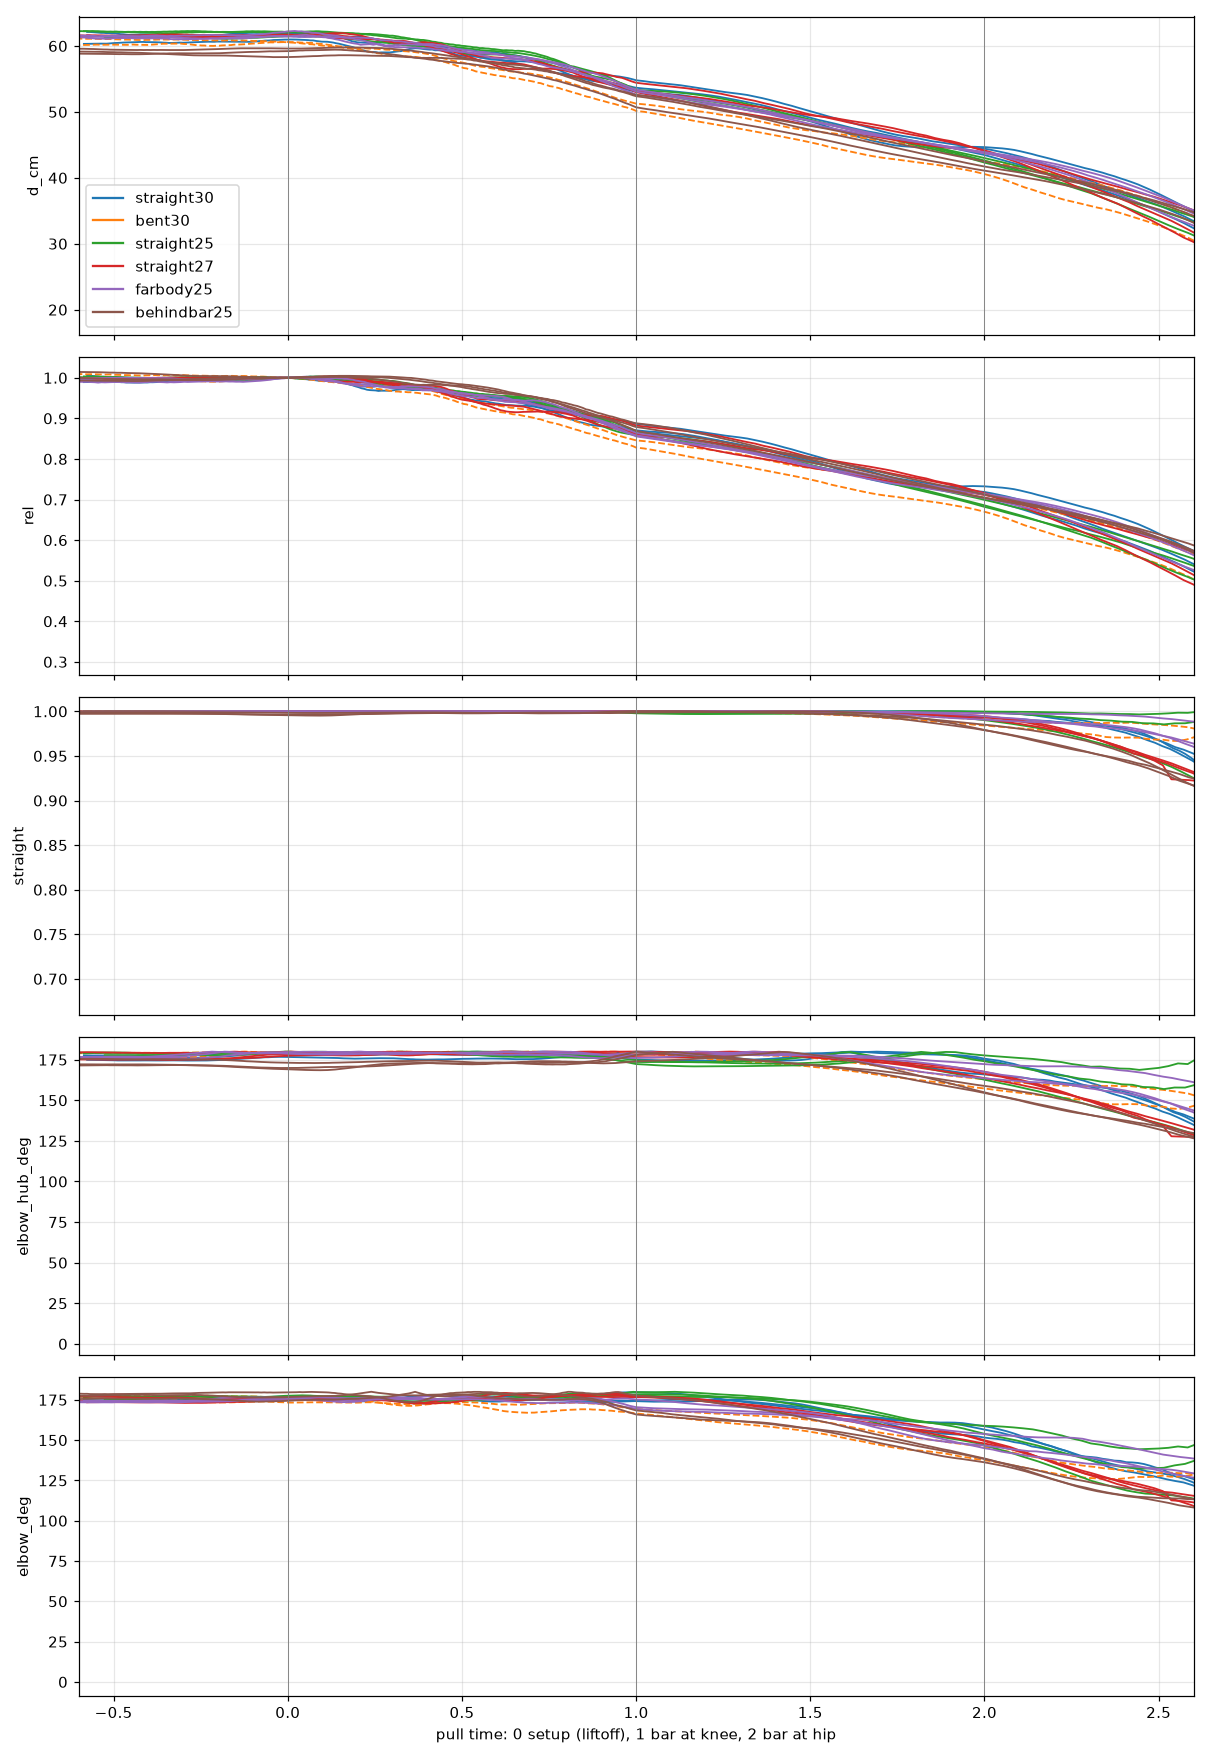 60
50
40
30
20
d_cm
straight30
bent30
straight25
straight27
farbody25
behindbar25
1.0
0.9
0.8
0.7
0.6
0.5
0.4
0.3
rel
1.00
0.95
0.90
0.85
0.80
0.75
0.70
straight
175
150
125
100
75
50
25
0
elbow_hub_deg
175
150
125
100
75
50
25
0
elbow_deg
−0.5 0.0 0.5 1.0 1.5 2.0 2.5
pull time: 0 setup (liftoff), 1 bar at knee, 2 bar at hip